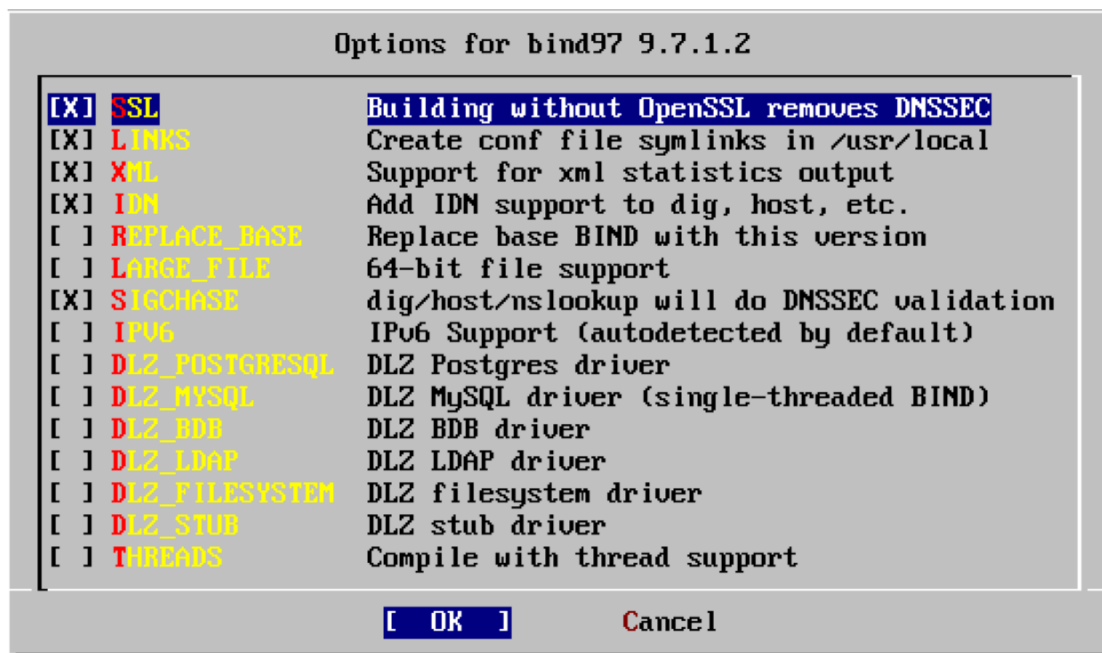 Options for bind97 9.7.1.2
[X] SSL Building without OpenSSL removes DNSSEC
[X] LINKS Create conf file symlinks in /usr/local
[X] XML Support for xml statistics output
[X] IDN Add IDN support to dig, host, etc.
[ ] REPLACE_BASE Replace base BIND with this version
[ ] LARGE_FILE 64-bit file support
[X] SIGCHASE dig/host/nslookup will do DNSSEC validation
[ ] IPV6 IPv6 Support (autodetected by default)
[ ] DLZ_POSTGRESQL DLZ Postgres driver
[ ] DLZ_MYSQL DLZ MySQL driver (single-threaded BIND)
[ ] DLZ_BDB DLZ BDB driver
[ ] DLZ_LDAP DLZ LDAP driver
[ ] DLZ_FILESYSTEM DLZ filesystem driver
[ ] DLZ_STUB DLZ stub driver
[ ] THREADS Compile with thread support
[ OK ] Cancel